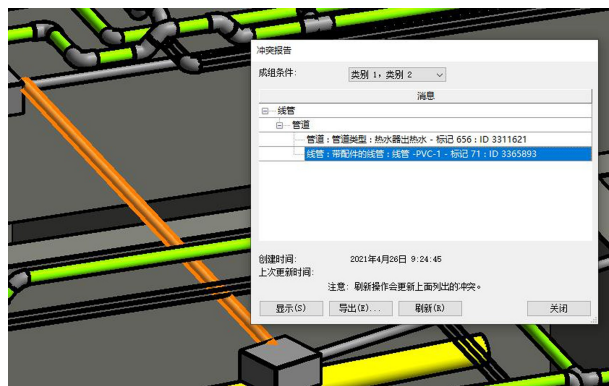 冲突报告
成组条件: 类别 1, 类别 2
消息
线管
管道
管道 : 管道类型 : 热水器出热水 - 标记 656 : ID 3311621
线管 : 带配件的线管 : 线管 -PVC-1 - 标记 71 : ID 3365893
创建时间: 2021年4月26日 9:24:45
上次更新时间:
注意: 刷新操作会更新上面列出的冲突。
显示(S) 导出(E)... 刷新(R) 关闭